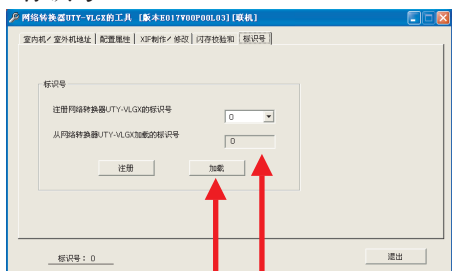 网络转换器UTY-VLGX的工具 [版本E017V00P00L03] [联机]
室内机/室外机地址 配置属性 XIF制作/修改 闪存校验和 标识号
标识号
注册网络转换器UTY-VLGX的标识号 0
从网络转换器UTY-VLGX加载的标识号 0
注册 加载
标识号: 0 退出